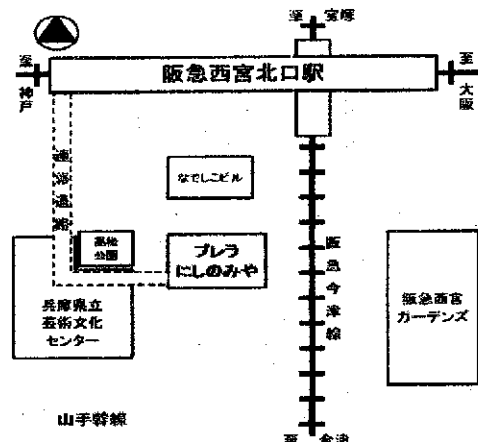 至
宝塚
阪急西宮北口駅
至
神戸
至
大阪
連絡通路
なでしこビル
高松
公園
プレラ
にしのみや
兵庫県立
芸術文化
センター
阪急今津線
阪急西宮
ガーデンズ
山手幹線
至
今津